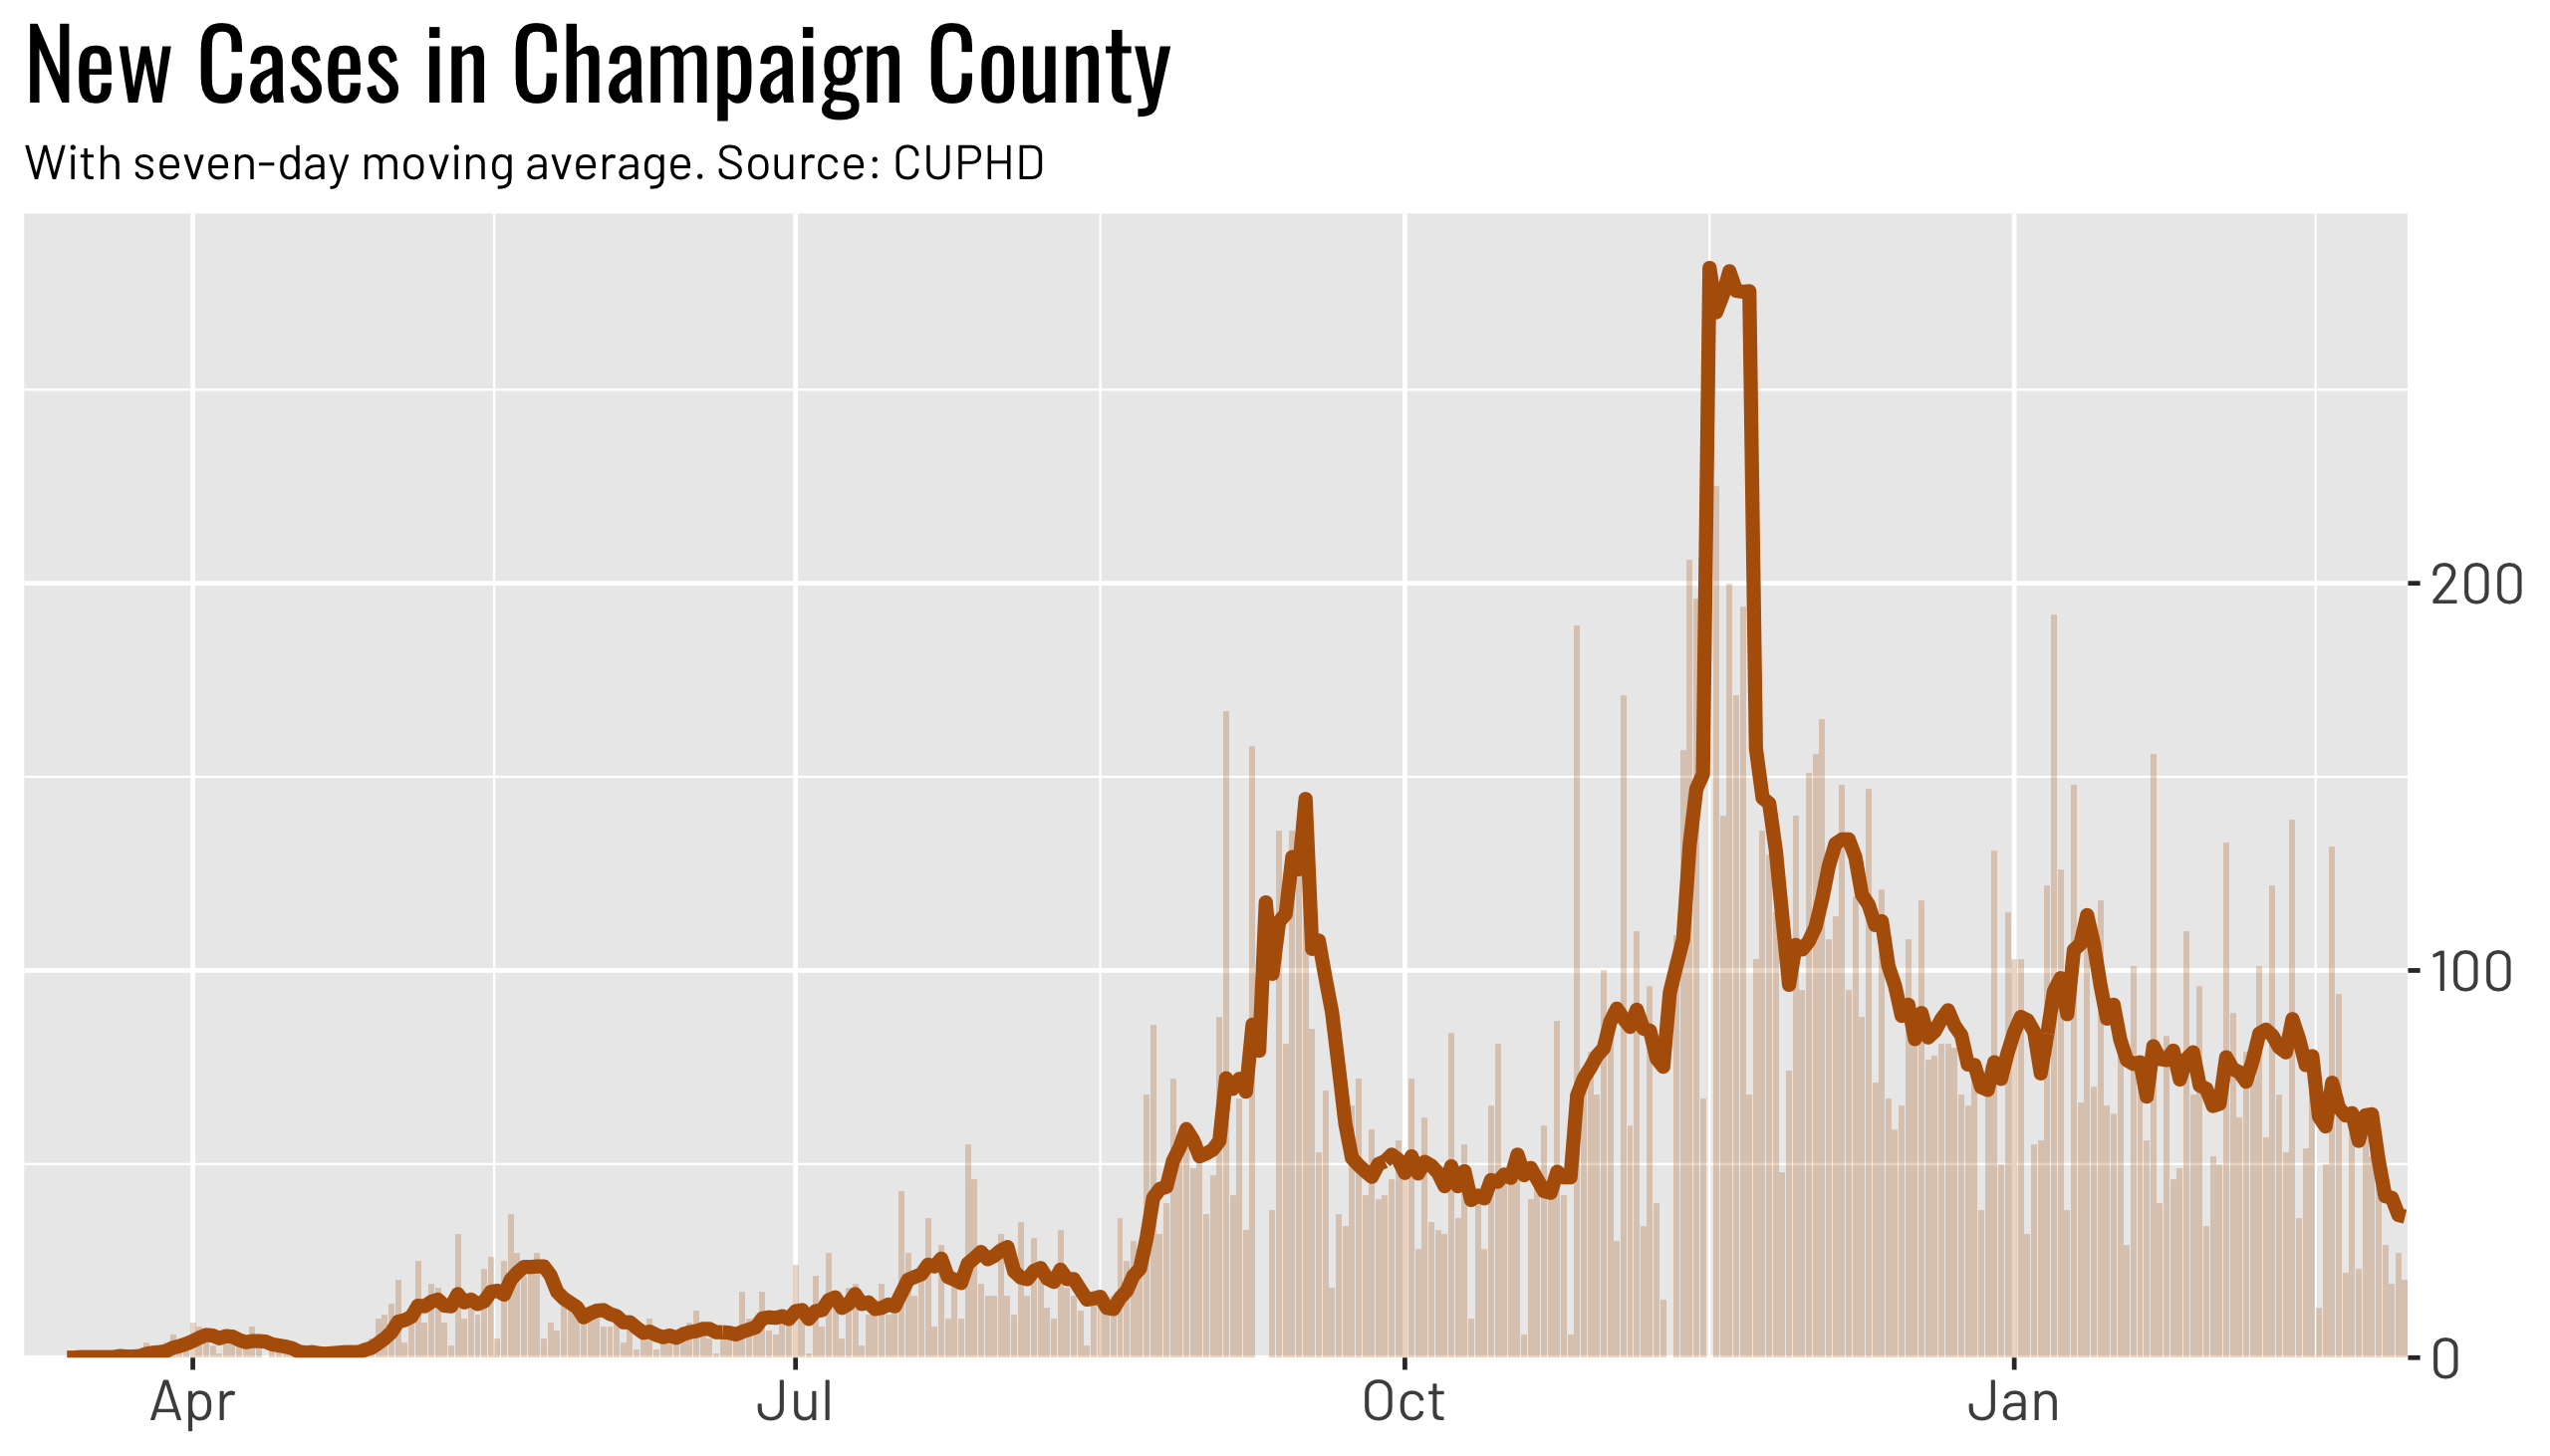 New Cases in Champaign County
With seven-day moving average. Source: CUPHD
200
100
0
Apr Jul Oct Jan